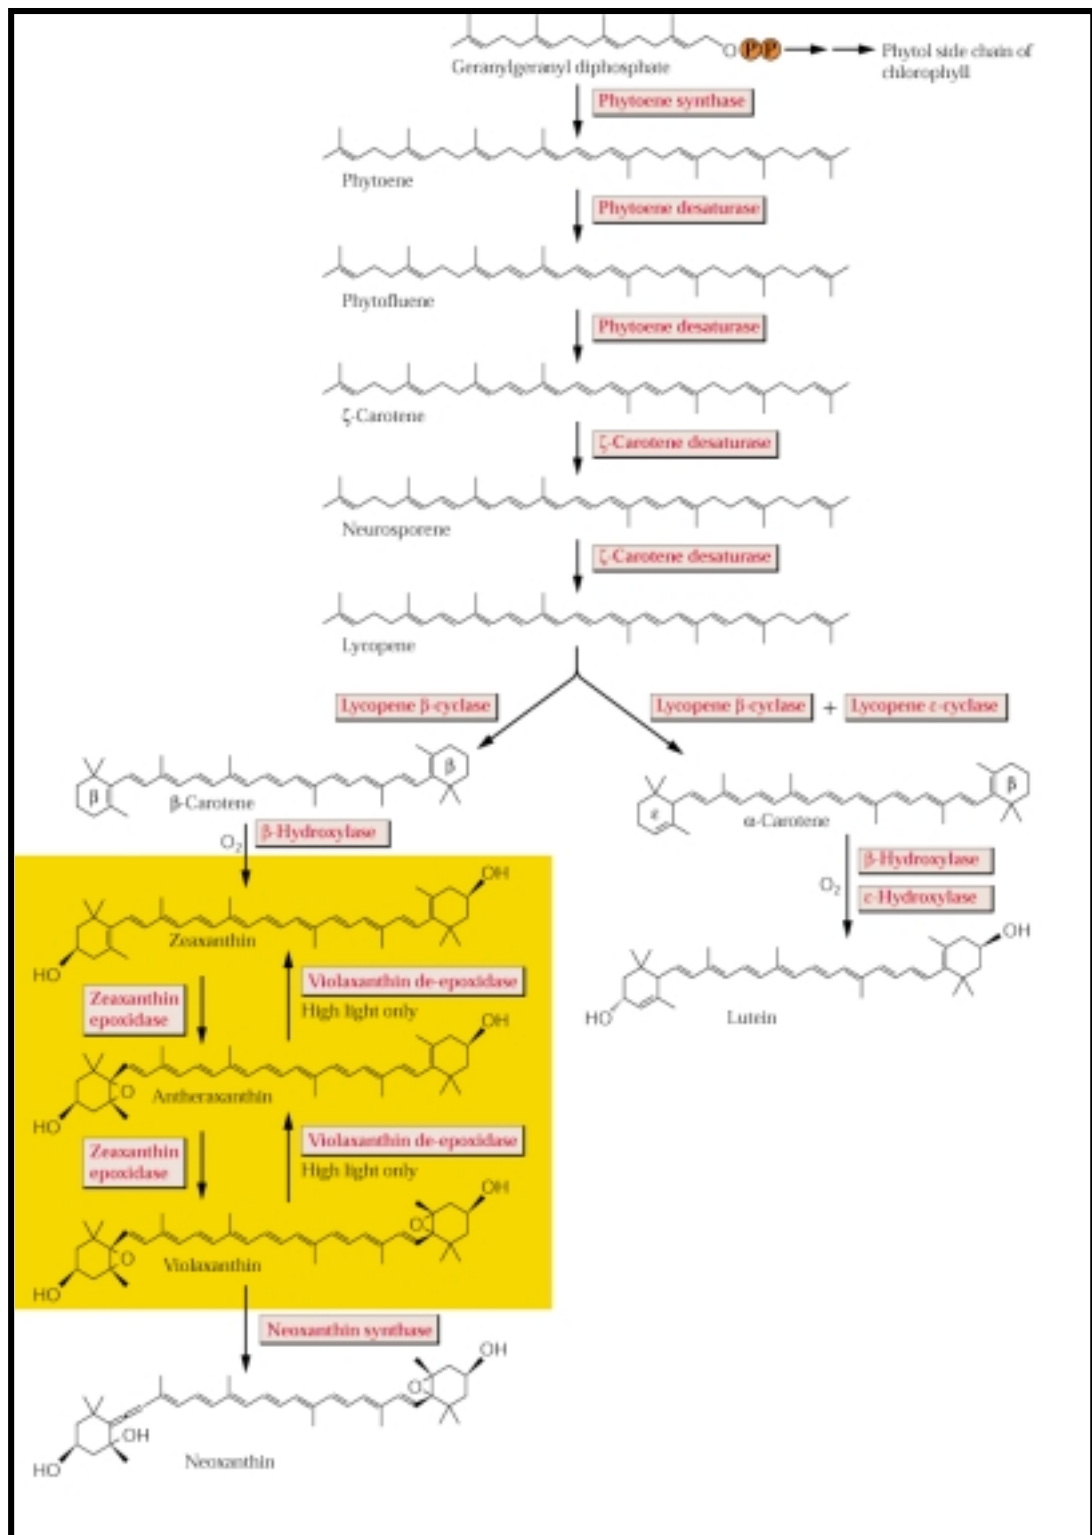 O P P
Phytol side chain of
chlorophyll
Geranylgeranyl diphosphate
Phytoene synthase
Phytoene
Phytoene desaturase
Phytofluene
Phytoene desaturase
ζ-Carotene
ζ-Carotene desaturase
Neurosporene
ζ-Carotene desaturase
Lycopene
Lycopene β-cyclase
Lycopene β-cyclase + Lycopene ε-cyclase
β
β
β-Carotene
β
ε
α-Carotene
O2
β-Hydroxylase
O2
β-Hydroxylase
ε-Hydroxylase
OH
HO
Zeaxanthin
OH
HO
Lutein
Zeaxanthin
epoxidase
Violaxanthin de-epoxidase
High light only
OH
O
HO
Antheraxanthin
Zeaxanthin
epoxidase
Violaxanthin de-epoxidase
High light only
OH
O
O
HO
Violaxanthin
Neoxanthin synthase
OH
O
OH
HO
Neoxanthin